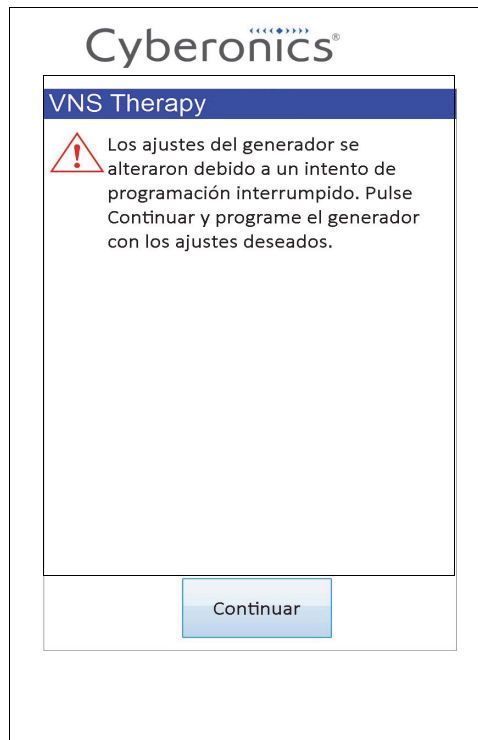 Cyberonics®
VNS Therapy
Los ajustes del generador se
alteraron debido a un intento de
programación interrumpido. Pulse
Continuar y programe el generador
con los ajustes deseados.
Continuar